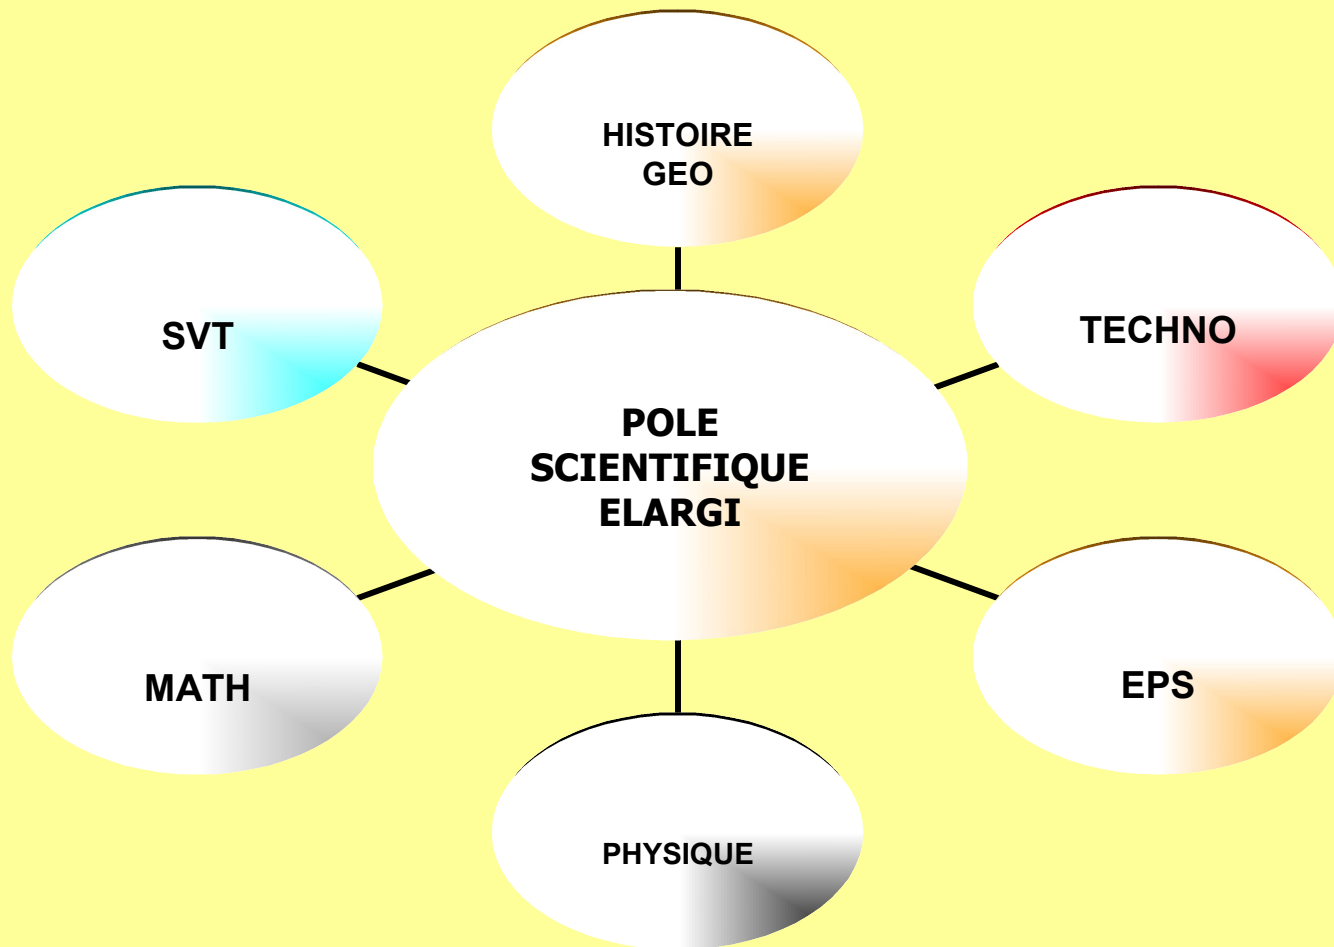 HISTOIRE
GEO
SVT
TECHNO
POLE
SCIENTIFIQUE
ELARGI
MATH
EPS
PHYSIQUE